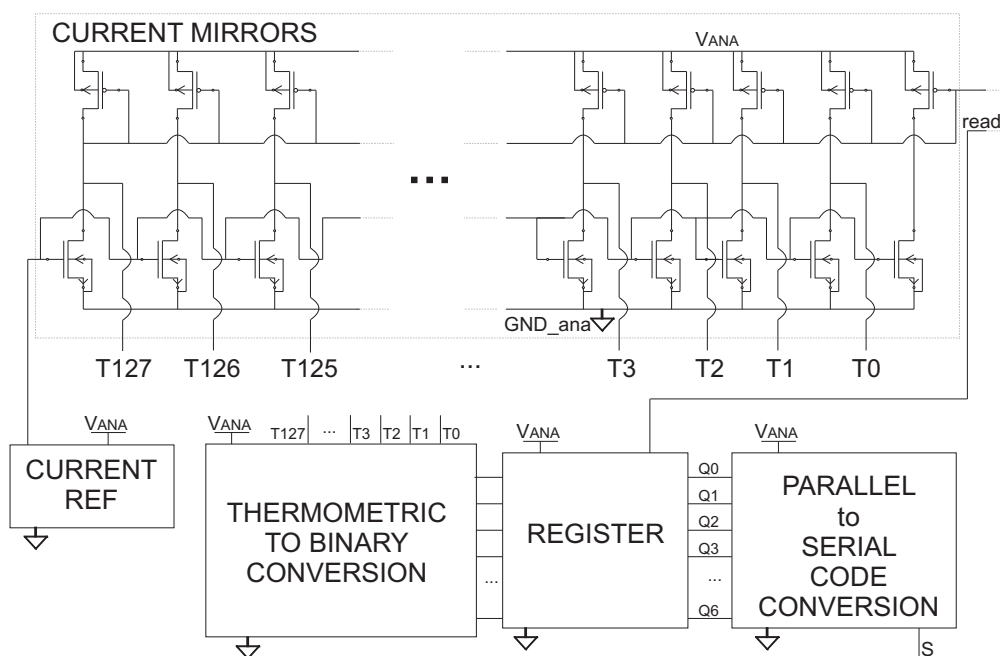 CURRENT MIRRORS
VANA
read
...
GND_ana
T127 T126 T125 ... T3 T2 T1 T0
VANA
CURRENT
REF
VANA
T127 ... T3 T2 T1 T0
THERMOMETRIC
TO BINARY
CONVERSION
...
VANA
REGISTER
Q0
Q1
Q2
Q3
...
Q6
VANA
PARALLEL
to
SERIAL
CODE
CONVERSION
S